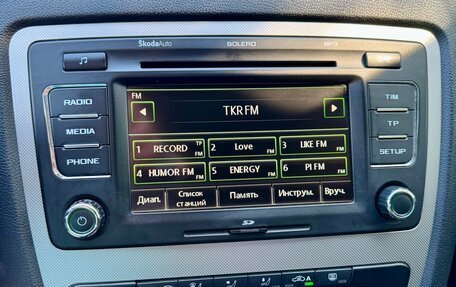 ŠkodaAuto BOLERO MP3
RADIO
MEDIA
PHONE
TIM
TP
SETUP
FM
TKR FM
1 RECORD TP FM
2 Love FM
3 LIKE FM
4 HUMOR FM FM
5 ENERGY FM
6 PI FM FM
Диап.
Список станций
Память
Инструм.
Вруч.
SD
A